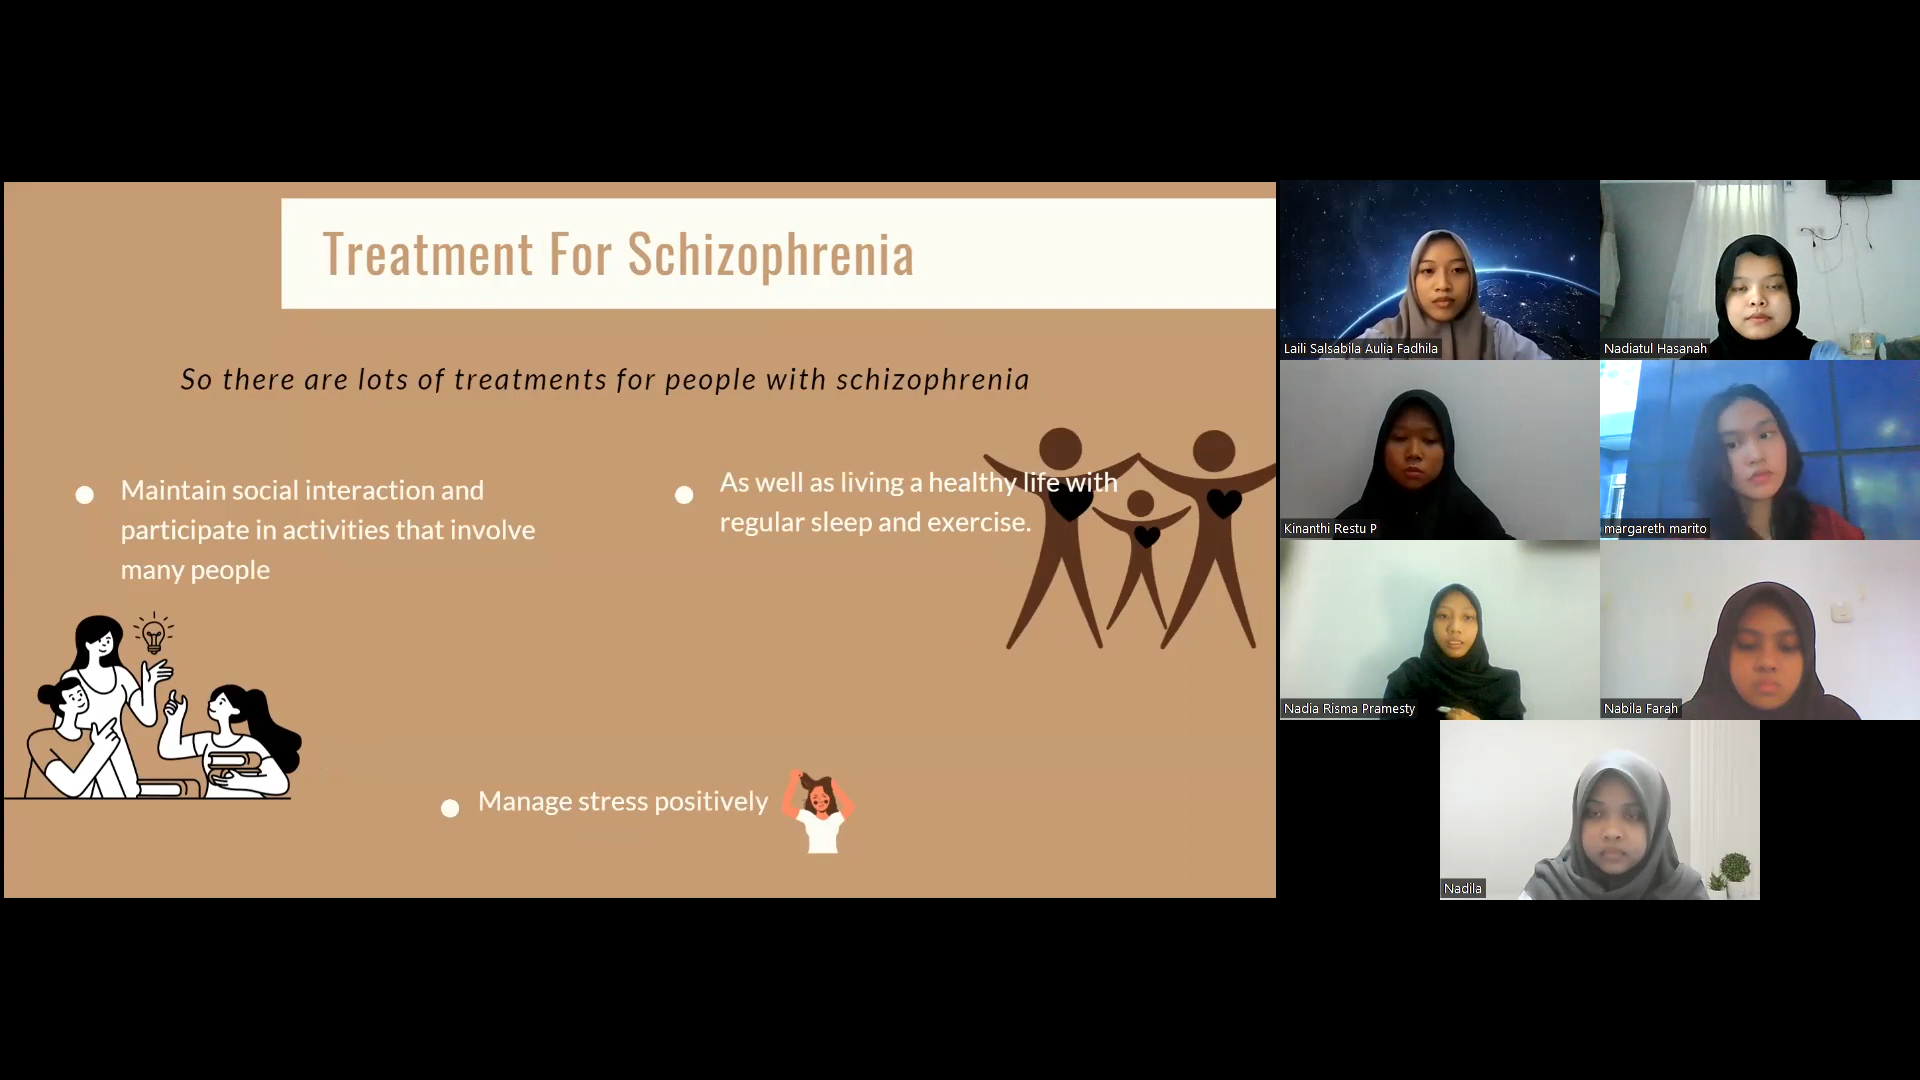 Treatment For Schizophrenia
So there are lots of treatments for people with schizophrenia
Maintain social interaction and
participate in activities that involve
many people
As well as living a healthy life with
regular sleep and exercise.
Manage stress positively
Laili Salsabila Aulia Fadhila
Nadiatul Hasanah
Kinanthi Restu P
margareth marito
Nadia Risma Pramesty
Nabila Farah
Nadila